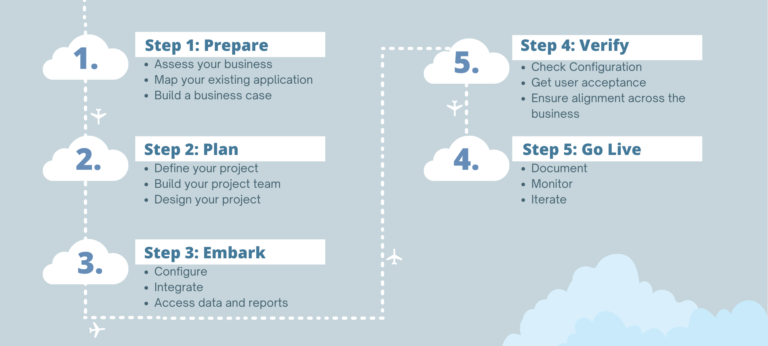 1.
Step 1: Prepare
• Assess your business
• Map your existing application
• Build a business case
2.
Step 2: Plan
• Define your project
• Build your project team
• Design your project
3.
Step 3: Embark
• Configure
• Integrate
• Access data and reports
5.
Step 4: Verify
• Check Configuration
• Get user acceptance
• Ensure alignment across the
business
4.
Step 5: Go Live
• Document
• Monitor
• Iterate